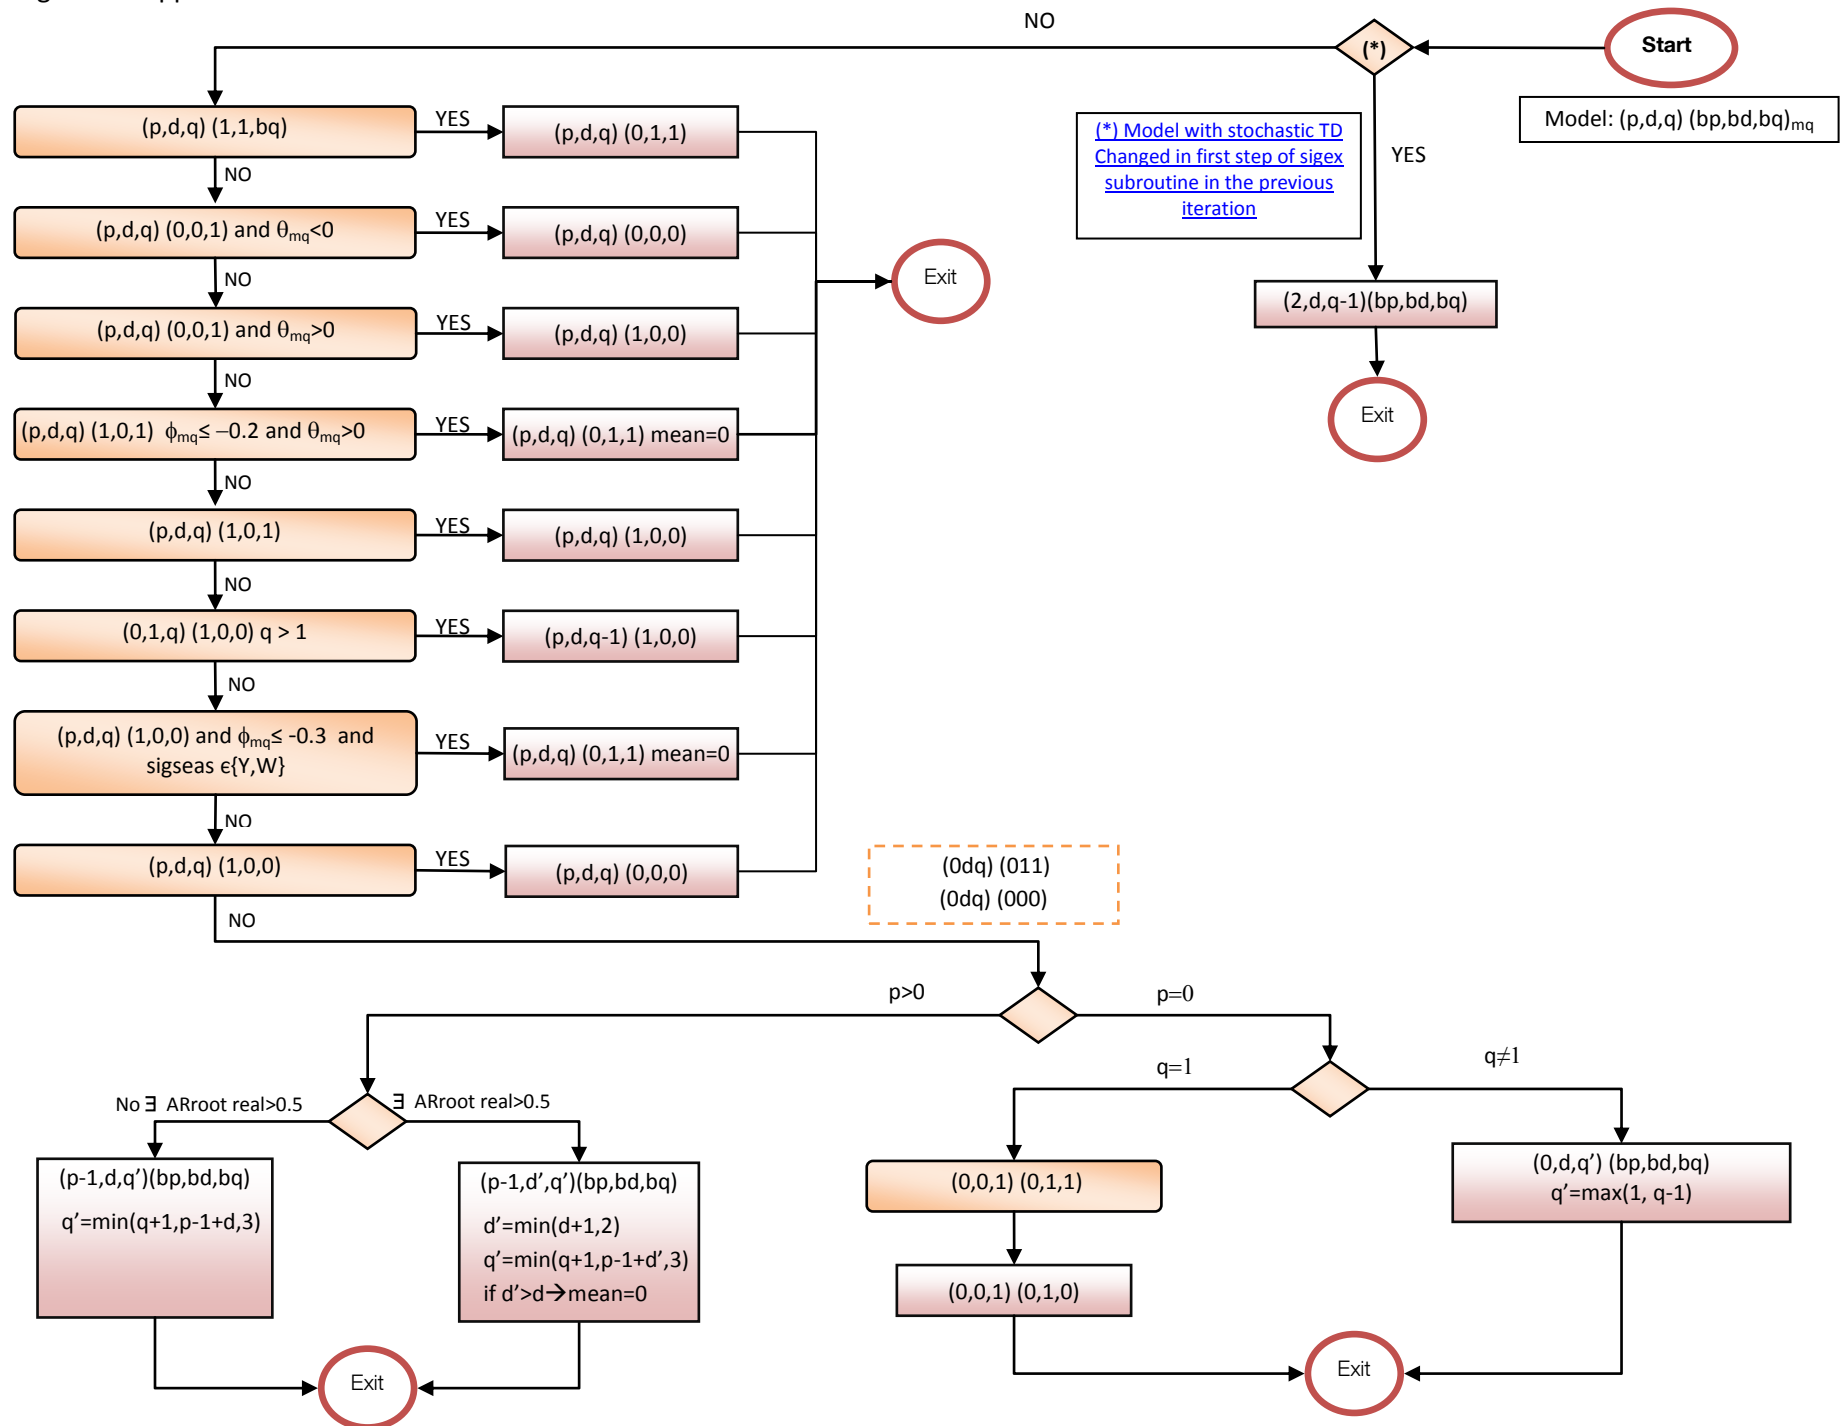 NO
(*)
Start
Model: (p,d,q) (bp,bd,bq)mq
(*) Model with stochastic TD
Changed in first step of sigex
subroutine in the previous
iteration
YES
(2,d,q-1)(bp,bd,bq)
Exit
(p,d,q) (1,1,bq)
YES
(p,d,q) (0,1,1)
NO
(p,d,q) (0,0,1) and θmq<0
YES
(p,d,q) (0,0,0)
Exit
NO
(p,d,q) (0,0,1) and θmq>0
YES
(p,d,q) (1,0,0)
NO
(p,d,q) (1,0,1) ϕmq≤ −0.2 and θmq>0
YES
(p,d,q) (0,1,1) mean=0
NO
(p,d,q) (1,0,1)
YES
(p,d,q) (1,0,0)
NO
(0,1,q) (1,0,0) q > 1
YES
(p,d,q-1) (1,0,0)
NO
(p,d,q) (1,0,0) and ϕmq≤ -0.3 and
sigseas ϵ{Y,W}
YES
(p,d,q) (0,1,1) mean=0
NO
(p,d,q) (1,0,0)
YES
(p,d,q) (0,0,0)
(0dq) (011)
(0dq) (000)
NO
p>0
p=0
q=1
q≠1
No ∃ ARroot real>0.5
∃ ARroot real>0.5
(p-1,d,q’)(bp,bd,bq)
q’=min(q+1,p-1+d,3)
(p-1,d’,q’)(bp,bd,bq)
d’=min(d+1,2)
q’=min(q+1,p-1+d’,3)
if d’>d→mean=0
(0,0,1) (0,1,1)
(0,0,1) (0,1,0)
(0,d,q’) (bp,bd,bq)
q’=max(1, q-1)
Exit
Exit